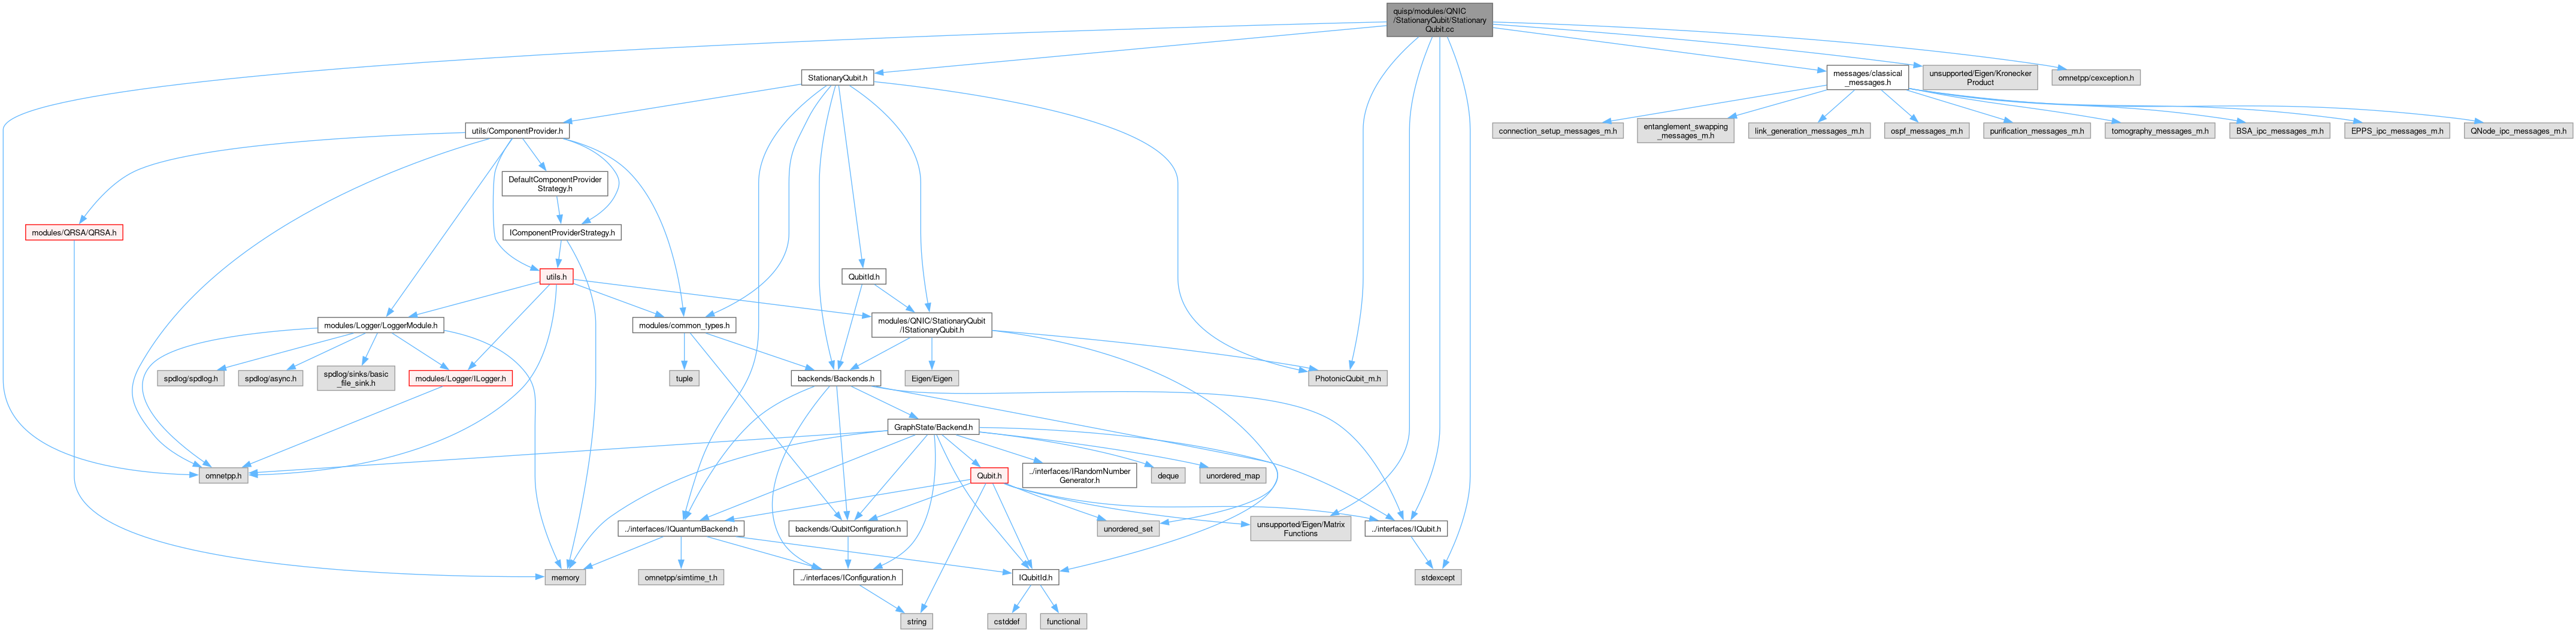 quisp/modules/QNIC
/StationaryQubit/Stationary
Qubit.cc
StationaryQubit.h
messages/classical
_messages.h
unsupported/Eigen/Kronecker
Product
omnetpp/cexception.h
utils/ComponentProvider.h
connection_setup_messages_m.h
entanglement_swapping
_messages_m.h
link_generation_messages_m.h
ospf_messages_m.h
purification_messages_m.h
tomography_messages_m.h
BSA_ipc_messages_m.h
EPPS_ipc_messages_m.h
QNode_ipc_messages_m.h
DefaultComponentProvider
Strategy.h
modules/QRSA/QRSA.h
IComponentProviderStrategy.h
utils.h
QubitId.h
modules/Logger/LoggerModule.h
modules/common_types.h
modules/QNIC/StationaryQubit
/IStationaryQubit.h
spdlog/spdlog.h
spdlog/async.h
spdlog/sinks/basic
_file_sink.h
modules/Logger/ILogger.h
tuple
backends/Backends.h
Eigen/Eigen
PhotonicQubit_m.h
GraphState/Backend.h
omnetpp.h
Qubit.h
../interfaces/IRandomNumber
Generator.h
deque
unordered_map
../interfaces/IQuantumBackend.h
backends/QubitConfiguration.h
unordered_set
unsupported/Eigen/Matrix
Functions
../interfaces/IQubit.h
memory
omnetpp/simtime_t.h
../interfaces/IConfiguration.h
IQubitId.h
stdexcept
string
cstddef
functional